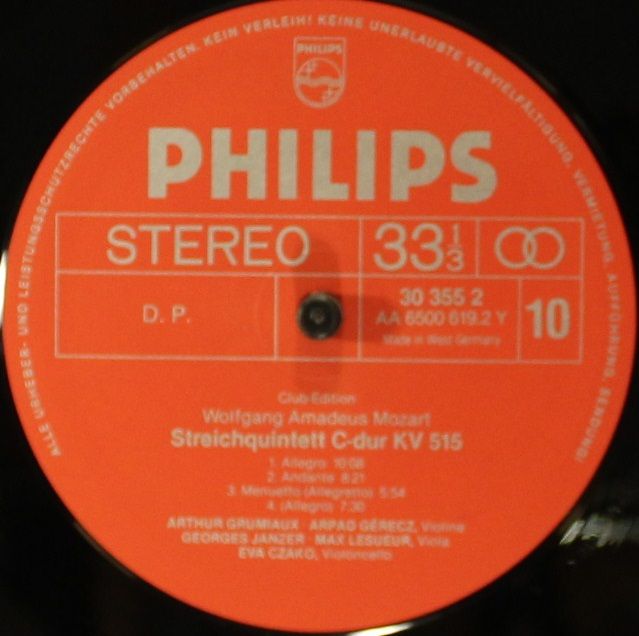 ALLE URHEBER- UND LEISTUNGSSCHUTZRECHTE VORBEHALTEN. KEIN VERLEIH! KEINE UNERLAUBTE VERVIELFÄLTIGUNG, VERMIETUNG, AUFFÜHRUNG, SENDUNG!
PHILIPS
PHILIPS
STEREO
33 1/3
D. P.
30 355 2
AA 6500 619.2 Y
Made in West Germany
10
Club-Edition
Wolfgang Amadeus Mozart
Streichquintett C-dur KV 515
1. Allegro 10:08
2. Andante 8:21
3. Menuetto (Allegretto) 5:54
4. (Allegro) 7:30
ARTHUR GRUMIAUX · ARPAD GÉRECZ, Violine
GEORGES JANZER · MAX LESUEUR, Viola
EVA CZAKO, Violoncello